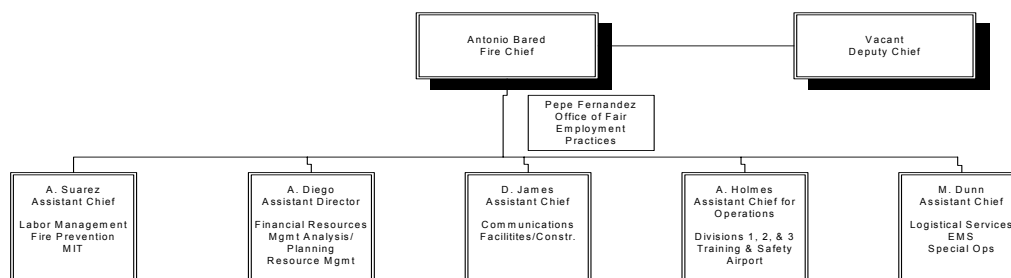 Antonio Bared
Fire Chief
Vacant
Deputy Chief
Pepe Fernandez
Office of Fair
Employment
Practices
A. Suarez
Assistant Chief
Labor Management
Fire Prevention
MIT
A. Diego
Assistant Director
Financial Resources
Mgmt Analysis/
Planning
Resource Mgmt
D. James
Assistant Chief
Communications
Facilitites/Constr.
A. Holmes
Assistant Chief for
Operations
Divisions 1, 2, & 3
Training & Safety
Airport
M. Dunn
Assistant Chief
Logistical Services
EMS
Special Ops